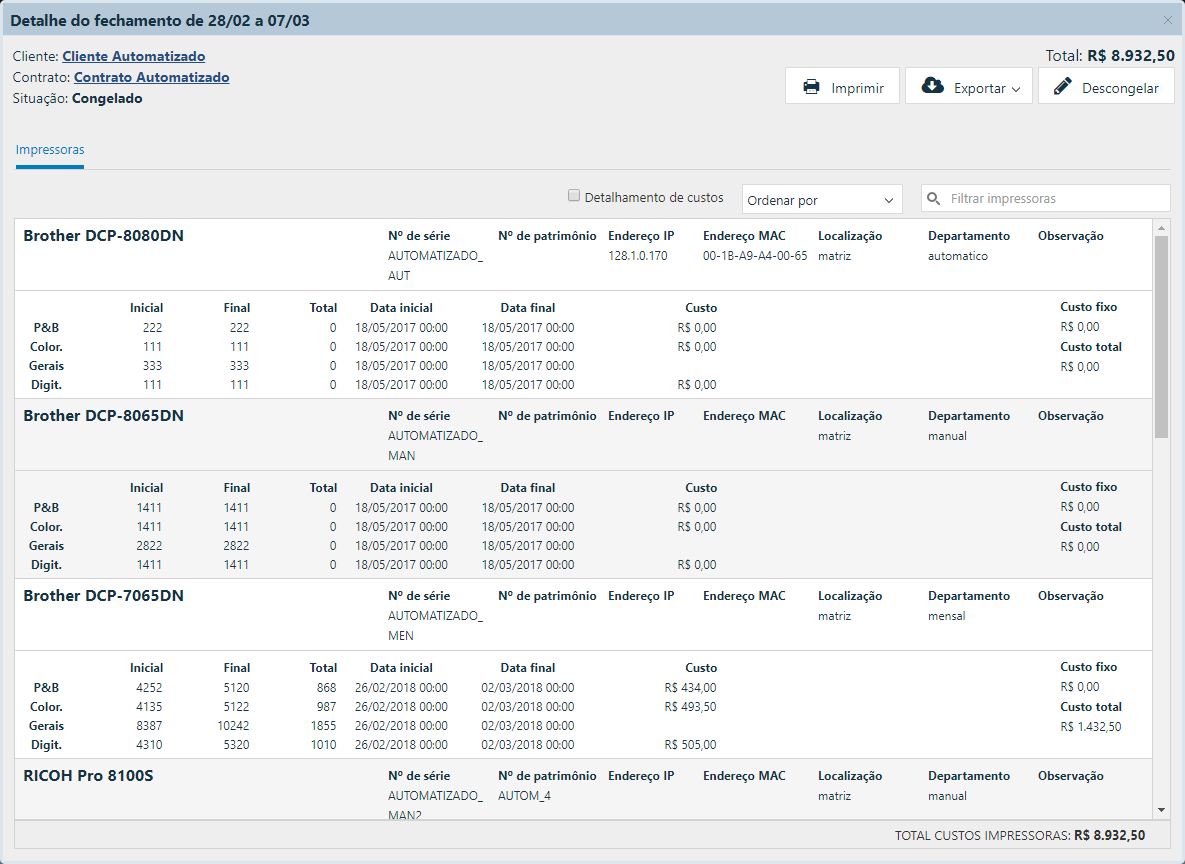 Detalhe do fechamento de 28/02 a 07/03
Cliente: Cliente Automatizado
Total: R$ 8.932,50
Contrato: Contrato Automatizado
Situação: Congelado
Imprimir Exportar Descongelar
Impressoras
Detalhamento de custos Ordenar por Filtrar impressoras
Brother DCP-8080DN Nº de série Nº de patrimônio Endereço IP Endereço MAC Localização Departamento Observação
AUTOMATIZADO_ 128.1.0.170 00-1B-A9-A4-00-65 matriz automatico
AUT
Inicial Final Total Data inicial Data final Custo Custo fixo
P&B 222 222 0 18/05/2017 00:00 18/05/2017 00:00 R$ 0,00 R$ 0,00
Color. 111 111 0 18/05/2017 00:00 18/05/2017 00:00 R$ 0,00 Custo total
Gerais 333 333 0 18/05/2017 00:00 18/05/2017 00:00 R$ 0,00
Digit. 111 111 0 18/05/2017 00:00 18/05/2017 00:00 R$ 0,00
Brother DCP-8065DN Nº de série Nº de patrimônio Endereço IP Endereço MAC Localização Departamento Observação
AUTOMATIZADO_ matriz manual
MAN
Inicial Final Total Data inicial Data final Custo Custo fixo
P&B 1411 1411 0 18/05/2017 00:00 18/05/2017 00:00 R$ 0,00 R$ 0,00
Color. 1411 1411 0 18/05/2017 00:00 18/05/2017 00:00 R$ 0,00 Custo total
Gerais 2822 2822 0 18/05/2017 00:00 18/05/2017 00:00 R$ 0,00
Digit. 1411 1411 0 18/05/2017 00:00 18/05/2017 00:00 R$ 0,00
Brother DCP-7065DN Nº de série Nº de patrimônio Endereço IP Endereço MAC Localização Departamento Observação
AUTOMATIZADO_ matriz mensal
MEN
Inicial Final Total Data inicial Data final Custo Custo fixo
P&B 4252 5120 868 26/02/2018 00:00 02/03/2018 00:00 R$ 434,00 R$ 0,00
Color. 4135 5122 987 26/02/2018 00:00 02/03/2018 00:00 R$ 493,50 Custo total
Gerais 8387 10242 1855 26/02/2018 00:00 02/03/2018 00:00 R$ 1.432,50
Digit. 4310 5320 1010 26/02/2018 00:00 02/03/2018 00:00 R$ 505,00
RICOH Pro 8100S Nº de série Nº de patrimônio Endereço IP Endereço MAC Localização Departamento Observação
AUTOMATIZADO_ AUTOM_4 matriz manual
MAN2
TOTAL CUSTOS IMPRESSORAS: R$ 8.932,50